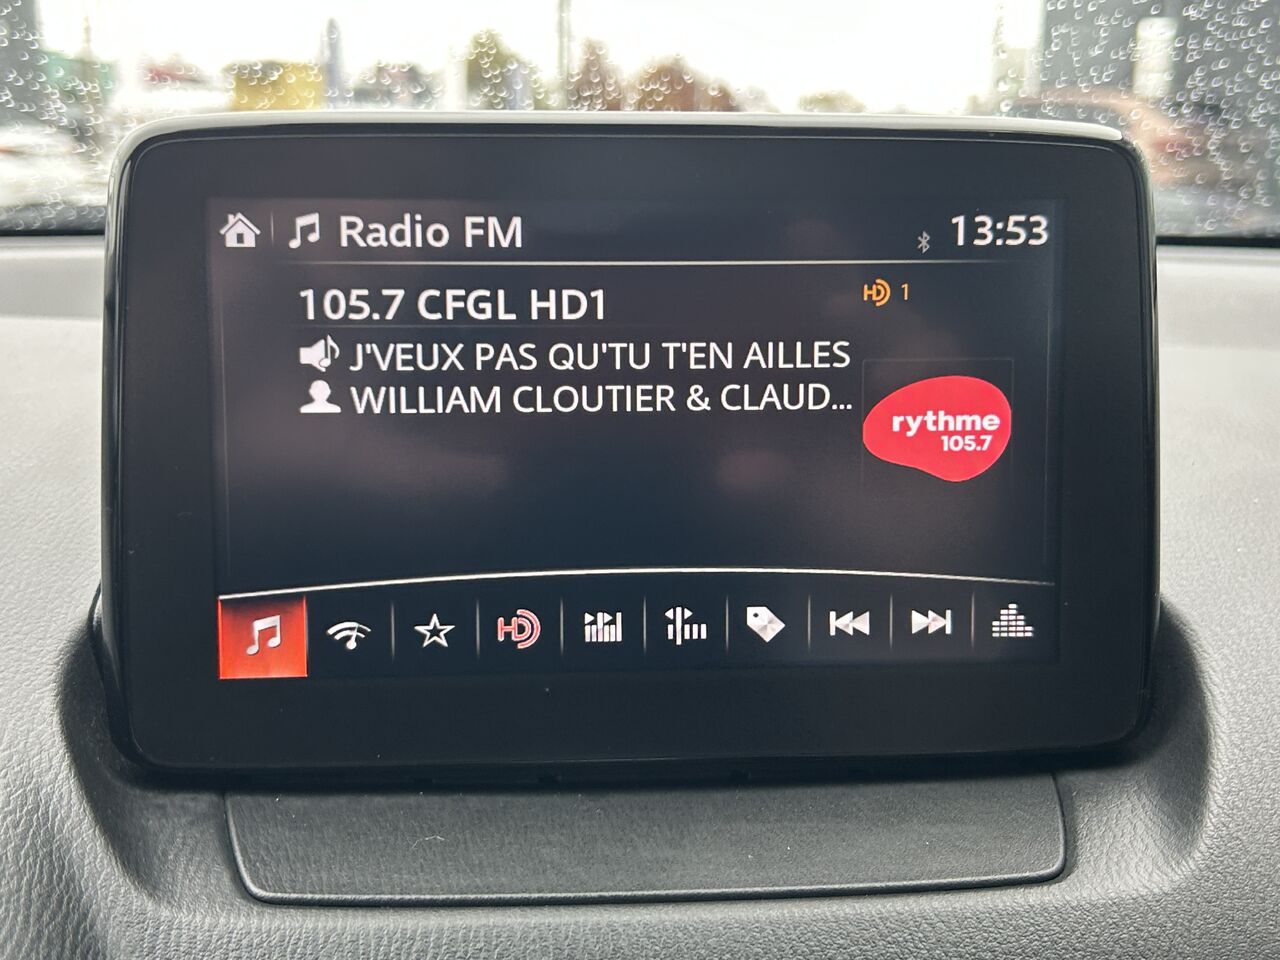 Radio FM
13:53
105.7 CFGL HD1
HD 1
J'VEUX PAS QU'TU T'EN AILLES
WILLIAM CLOUTIER & CLAUD...
rythme
105.7
HD